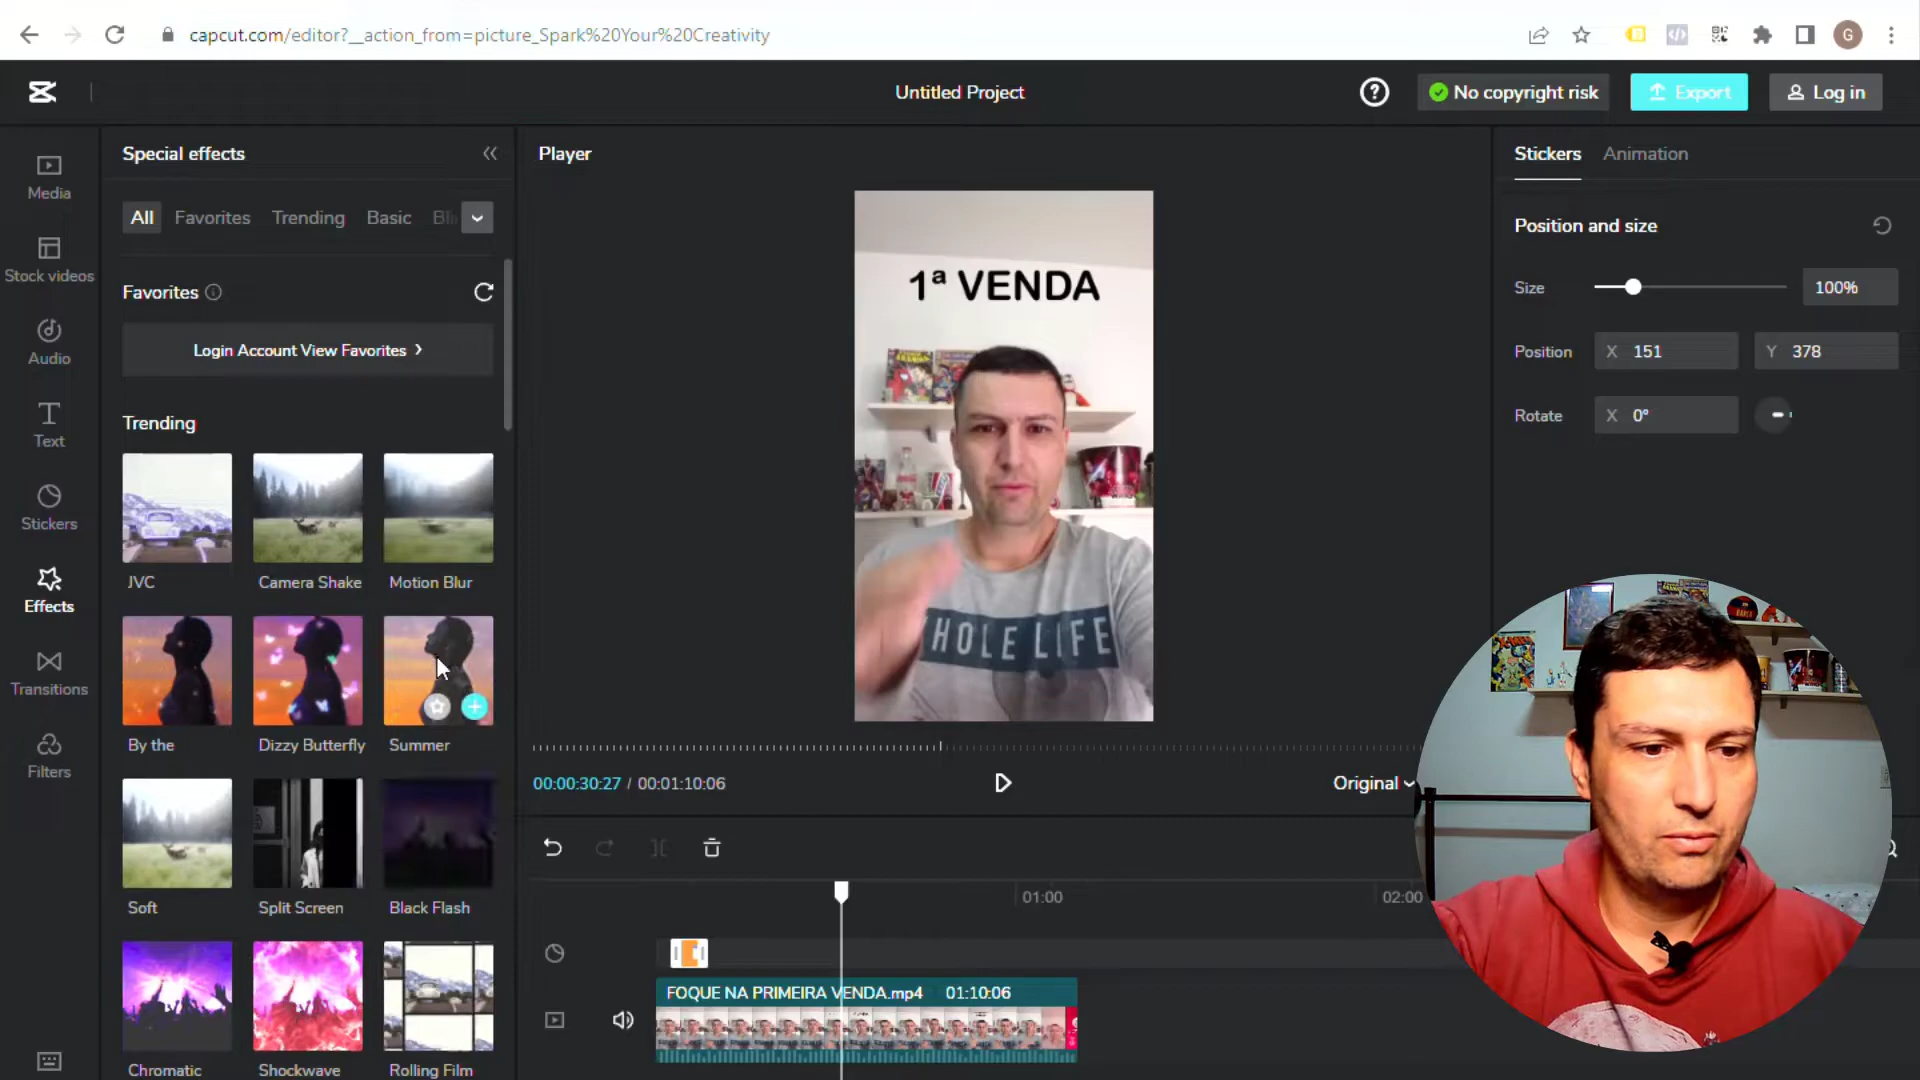 capcut.com/editor?__action_from=picture_Spark%20Your%20Creativity
G
Untitled Project
No copyright risk
Export
Log in
Media
Stock videos
Audio
Text
Stickers
Effects
Transitions
Filters
Special effects
All
Favorites
Trending
Basic
Favorites
Login Account View Favorites
Trending
JVC
Camera Shake
Motion Blur
By the
Dizzy Butterfly
Summer
Soft
Split Screen
Black Flash
Chromatic
Shockwave
Rolling Film
Player
1ª VENDA
HOLE LIFE
00:00:30:27 / 00:01:10:06
Original
01:00
02:00
FOQUE NA PRIMEIRA VENDA.mp4 01:10:06
Stickers
Animation
Position and size
Size
100%
Position
X 151
Y 378
Rotate
X 0°